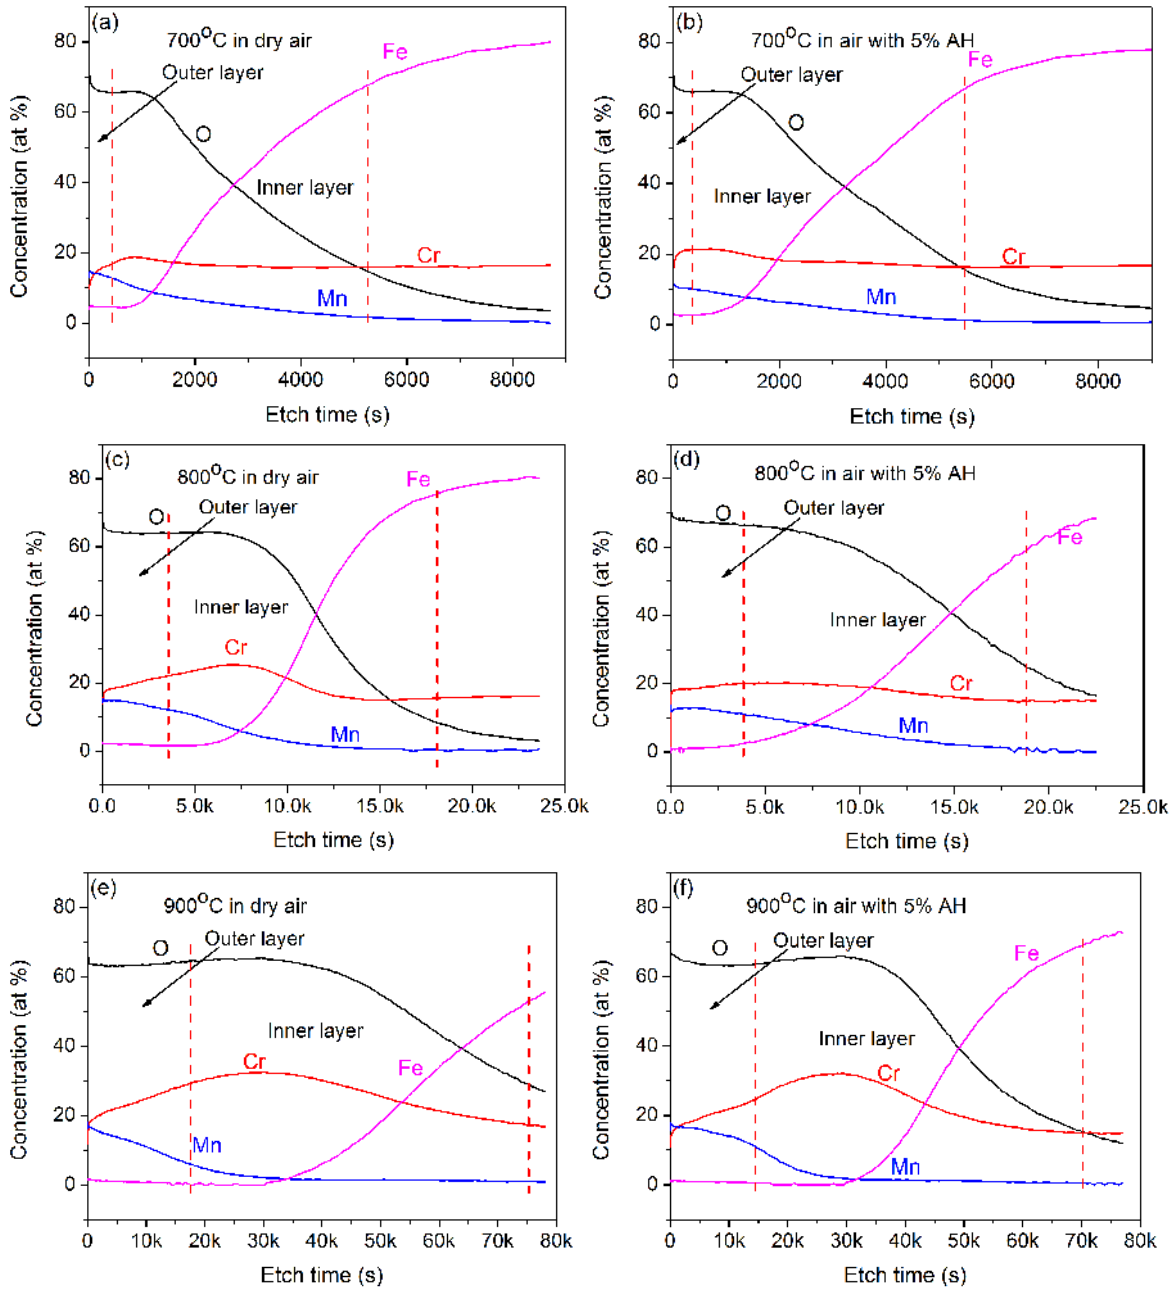 (a)
700°C in dry air
Outer layer
Fe
O
Inner layer
Cr
Mn
80
60
40
20
0
0 2000 4000 6000 8000
Etch time (s)
Concentration (at %)
(b)
700°C in air with 5% AH
Outer layer
Fe
O
Inner layer
Cr
Mn
80
60
40
20
0
0 2000 4000 6000 8000
Etch time (s)
Concentration (at %)
(c)
800°C in dry air
Fe
O
Outer layer
Inner layer
Cr
Mn
80
60
40
20
0
0.0 5.0k 10.0k 15.0k 20.0k 25.0k
Etch time (s)
Concentration (at %)
(d)
800°C in air with 5% AH
O
Outer layer
Fe
Inner layer
Cr
Mn
80
60
40
20
0
0.0 5.0k 10.0k 15.0k 20.0k 25.0k
Etch time (s)
Concentration (at %)
(e)
900°C in dry air
O
Outer layer
Inner layer
Cr
Fe
Mn
80
60
40
20
0
0 10k 20k 30k 40k 50k 60k 70k 80k
Etch time (s)
Concentration (at %)
(f)
900°C in air with 5% AH
O
Outer layer
Fe
Inner layer
Cr
Mn
80
60
40
20
0
0 10k 20k 30k 40k 50k 60k 70k 80k
Etch time (s)
Concentration (at %)